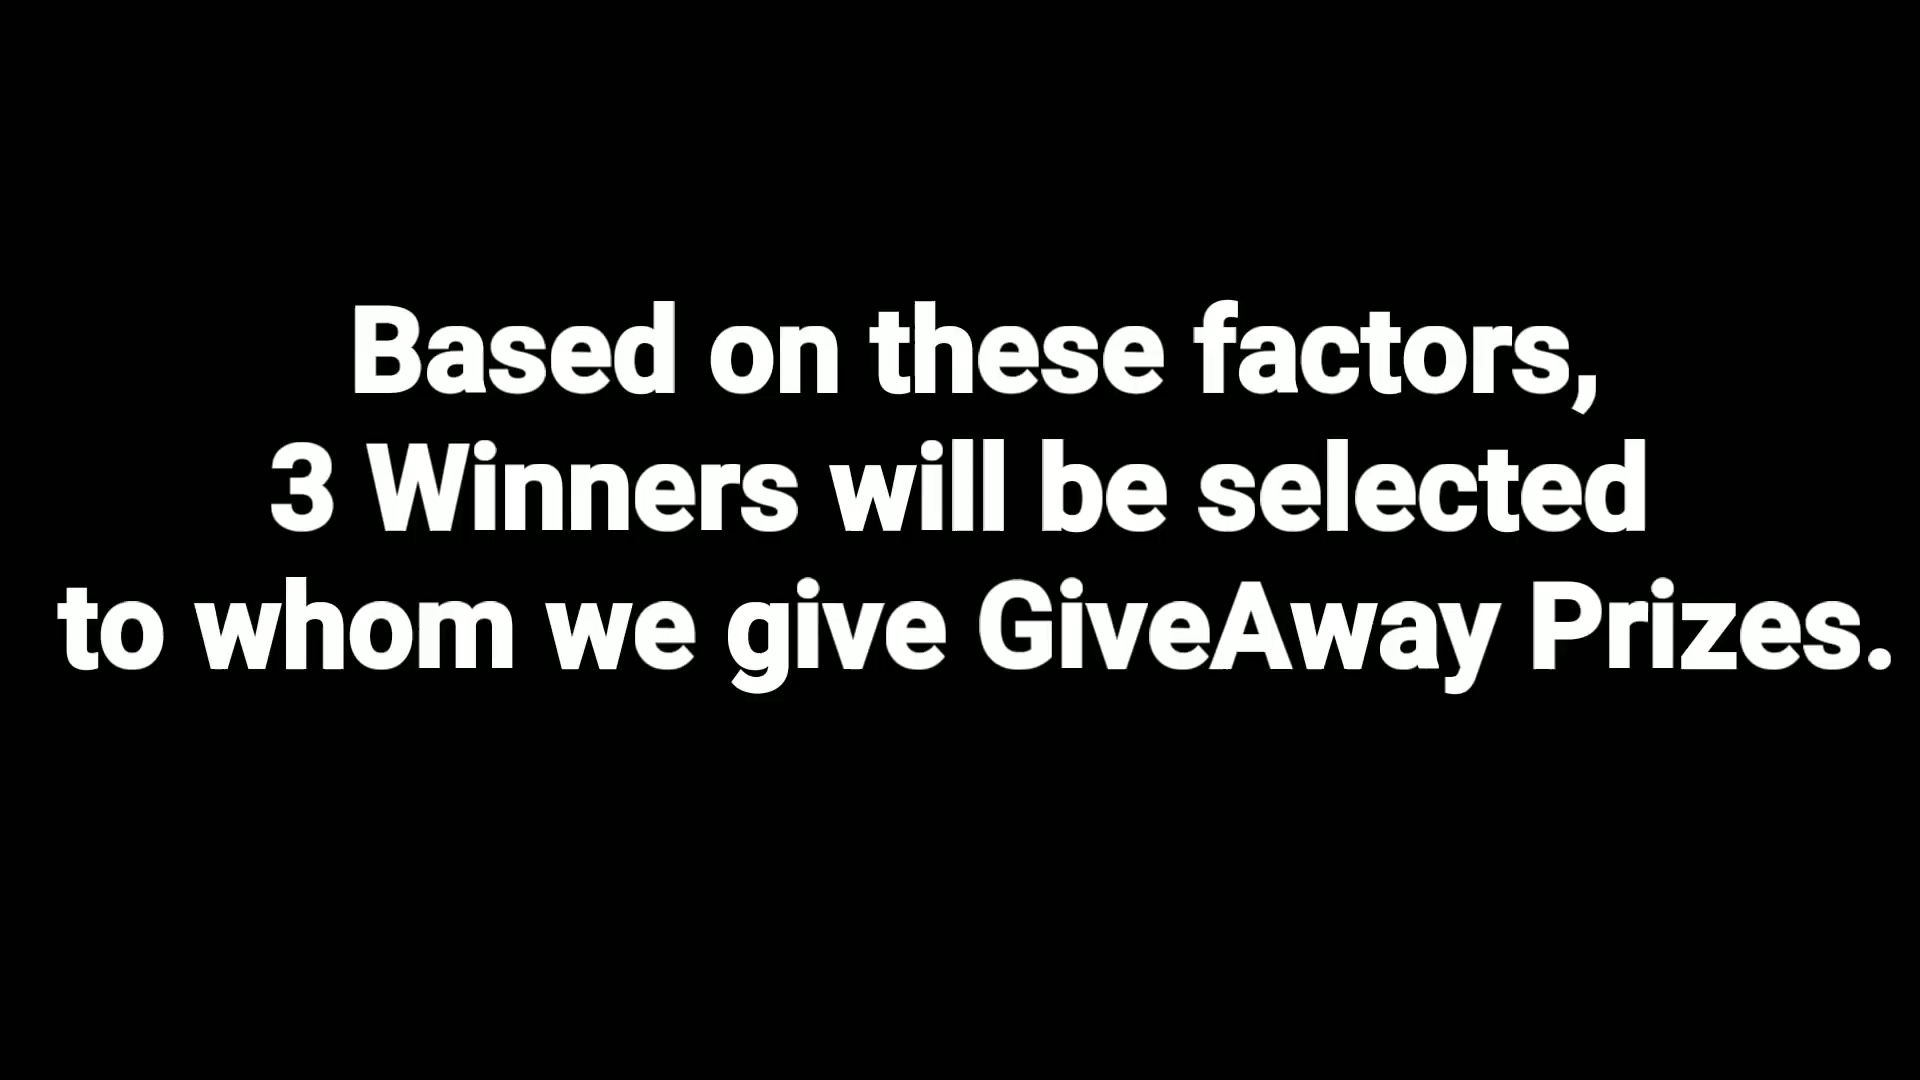 Based on these factors,
3 Winners will be selected
to whom we give GiveAway Prizes.